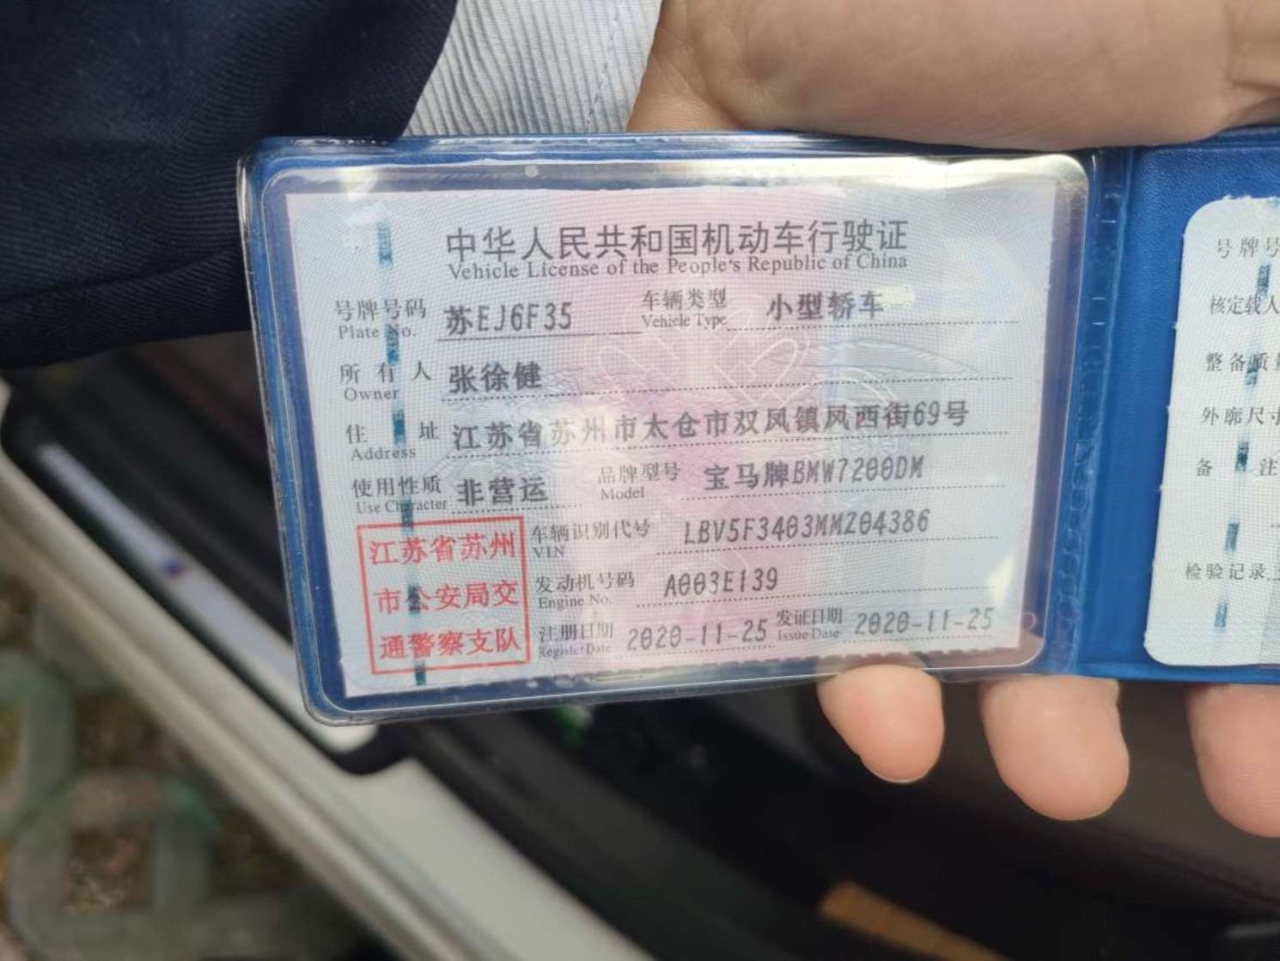 中华人民共和国机动车行驶证
Vehicle License of the People's Republic of China
号牌号码 苏EJ6F35 车辆类型 小型轿车
Plate No. Vehicle Type
所有人 张徐健
Owner
住址 江苏省苏州市太仓市双凤镇凤西街69号
Address
使用性质 非营运 品牌型号 宝马牌BMW7200DM
Use Character Model
江苏省苏州
市公安局交
通警察支队
车辆识别代号 LBV5F3403MMZ04386
VIN
发动机号码 A003E139
Engine No.
注册日期 2020-11-25 发证日期 2020-11-25
Register Date Issue Date
号牌号
核定载人
整备质量
外廓尺寸
备注
检验记录